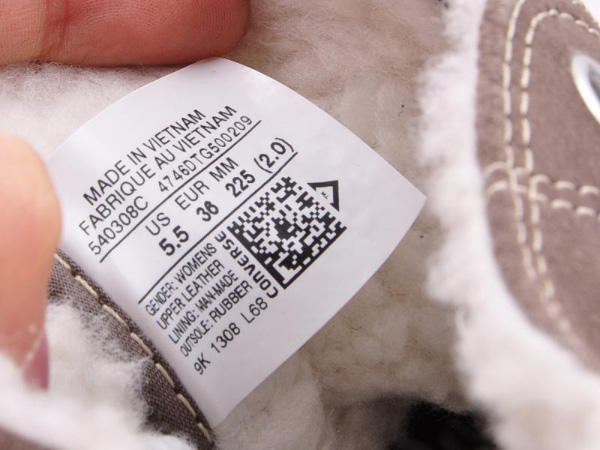 MADE IN VIETNAM
FABRIQUE AU VIETNAM
540308C 4746DTG500209
US EUR MM
5.5 36 225 (2.0)
GENDER: WOMENS
UPPER LEATHER
LINING: MAN-MADE
OUTSOLE: RUBBER
9K 1308 L68
CONVERSE